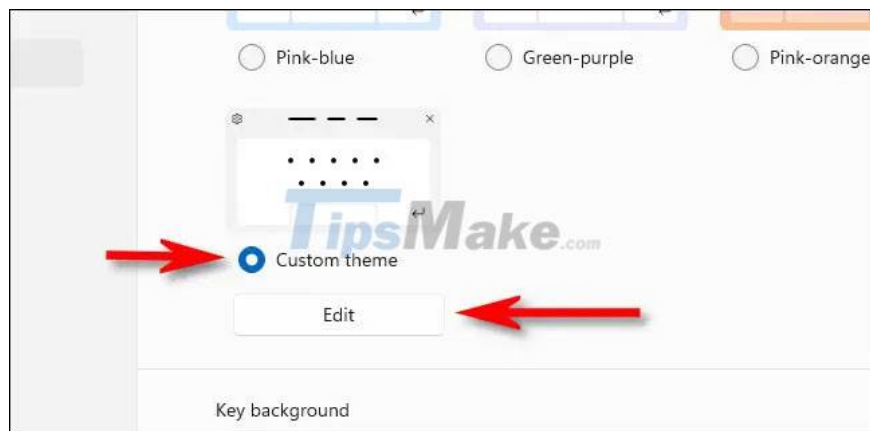 Pink-blue
Green-purple
Pink-orange
TipsMake.com
Custom theme
Edit
Key background